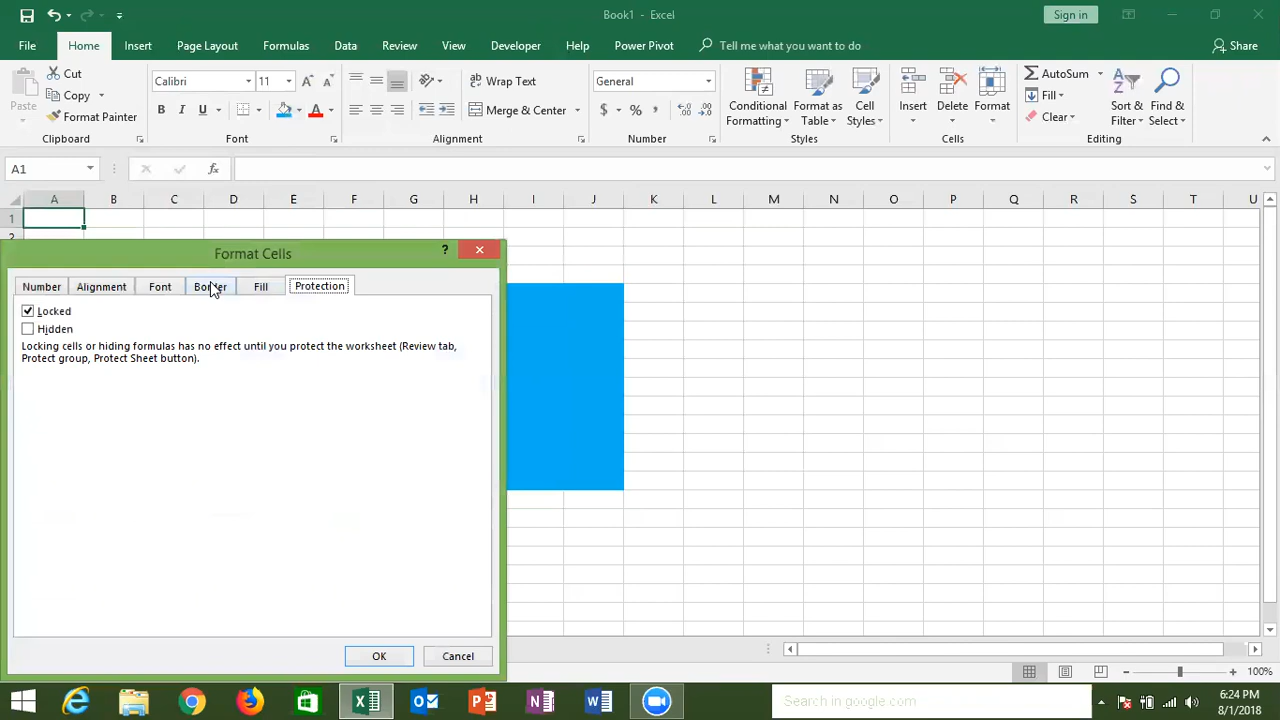 Book1 - Excel
Sign in
File Home Insert Page Layout Formulas Data Review View Developer Help Power Pivot Tell me what you want to do Share
Paste
Cut
Copy
Format Painter
Clipboard
Calibri 11
B I U
Font
Wrap Text
Merge & Center
Alignment
General
$ % ,
Number
Conditional Formatting
Format as Table
Cell Styles
Styles
Insert
Delete
Format
Cells
AutoSum
Fill
Clear
Sort & Filter
Find & Select
Editing
A1
fx
A B C D E F G H I J K L M N O P Q R S T U
1
2
Format Cells
Number Alignment Font Border Fill Protection
Locked
Hidden
Locking cells or hiding formulas has no effect until you protect the worksheet (Review tab,
Protect group, Protect Sheet button).
OK Cancel
100%
Search in google.com
6:24 PM
8/1/2018